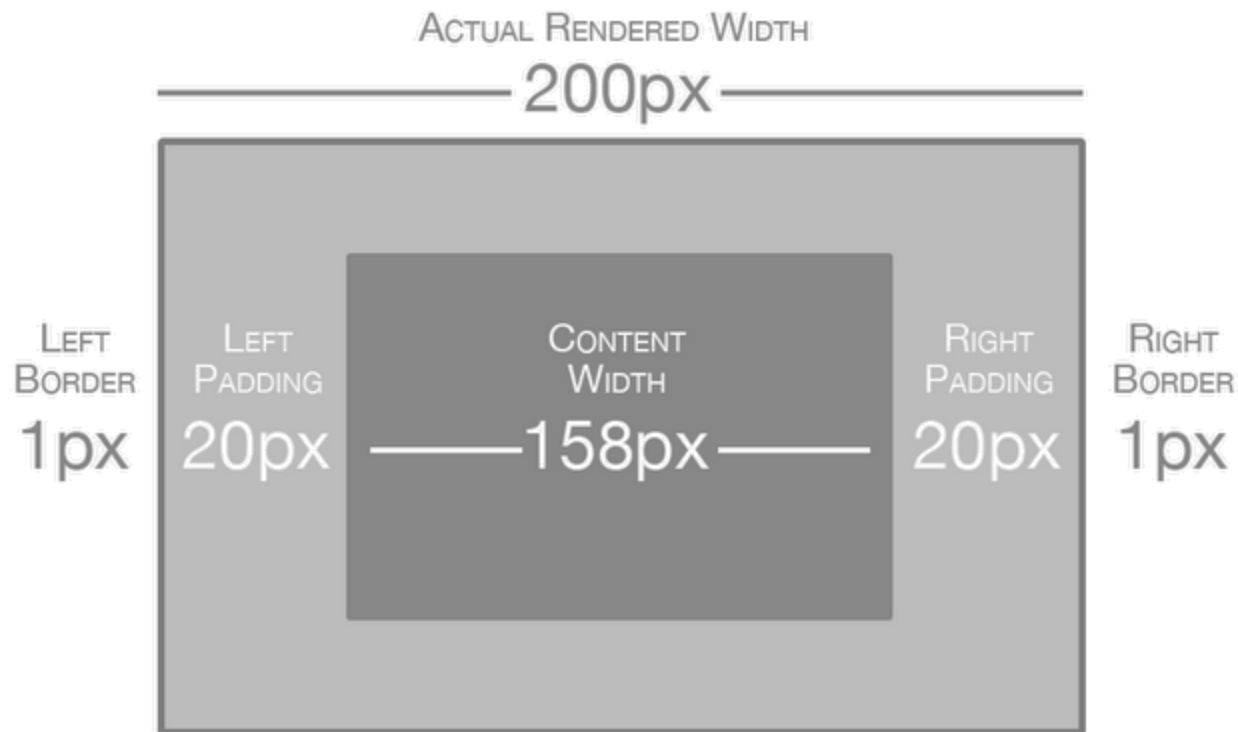 ACTUAL RENDERED WIDTH
200px
LEFT
BORDER
1px
LEFT
PADDING
20px
CONTENT
WIDTH
158px
RIGHT
PADDING
20px
RIGHT
BORDER
1px